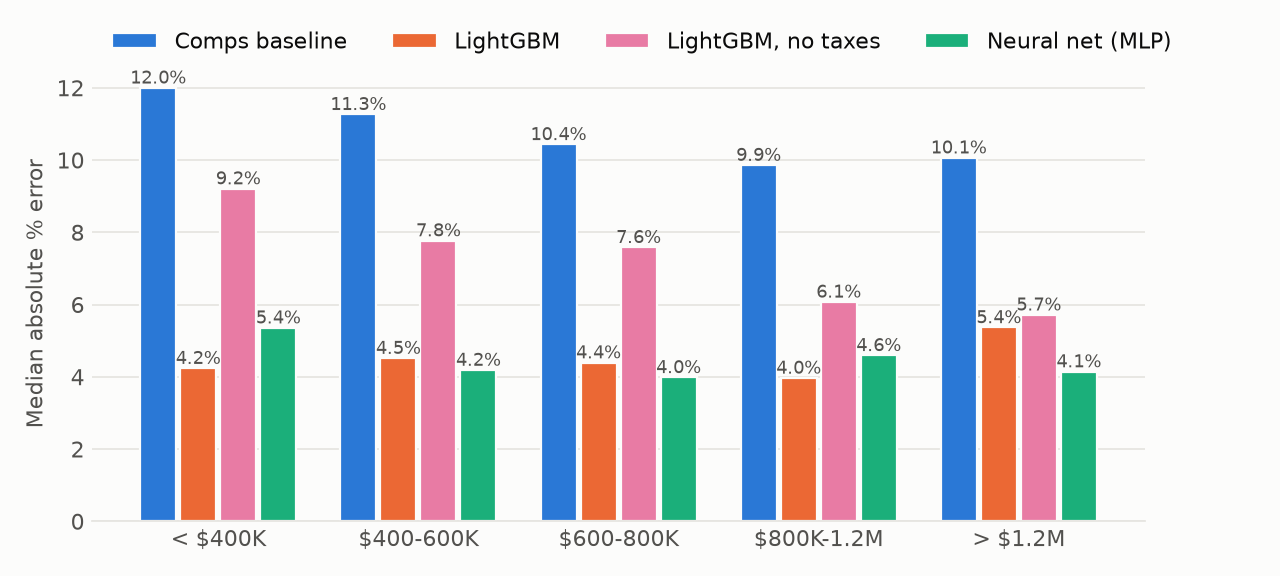 Comps baseline LightGBM LightGBM, no taxes Neural net (MLP)
Median absolute % error
12
10
8
6
4
2
0
12.0% 4.2% 9.2% 5.4%
11.3% 4.5% 7.8% 4.2%
10.4% 4.4% 7.6% 4.0%
9.9% 4.0% 6.1% 4.6%
10.1% 5.4% 5.7% 4.1%
< $400K $400-600K $600-800K $800K-1.2M > $1.2M